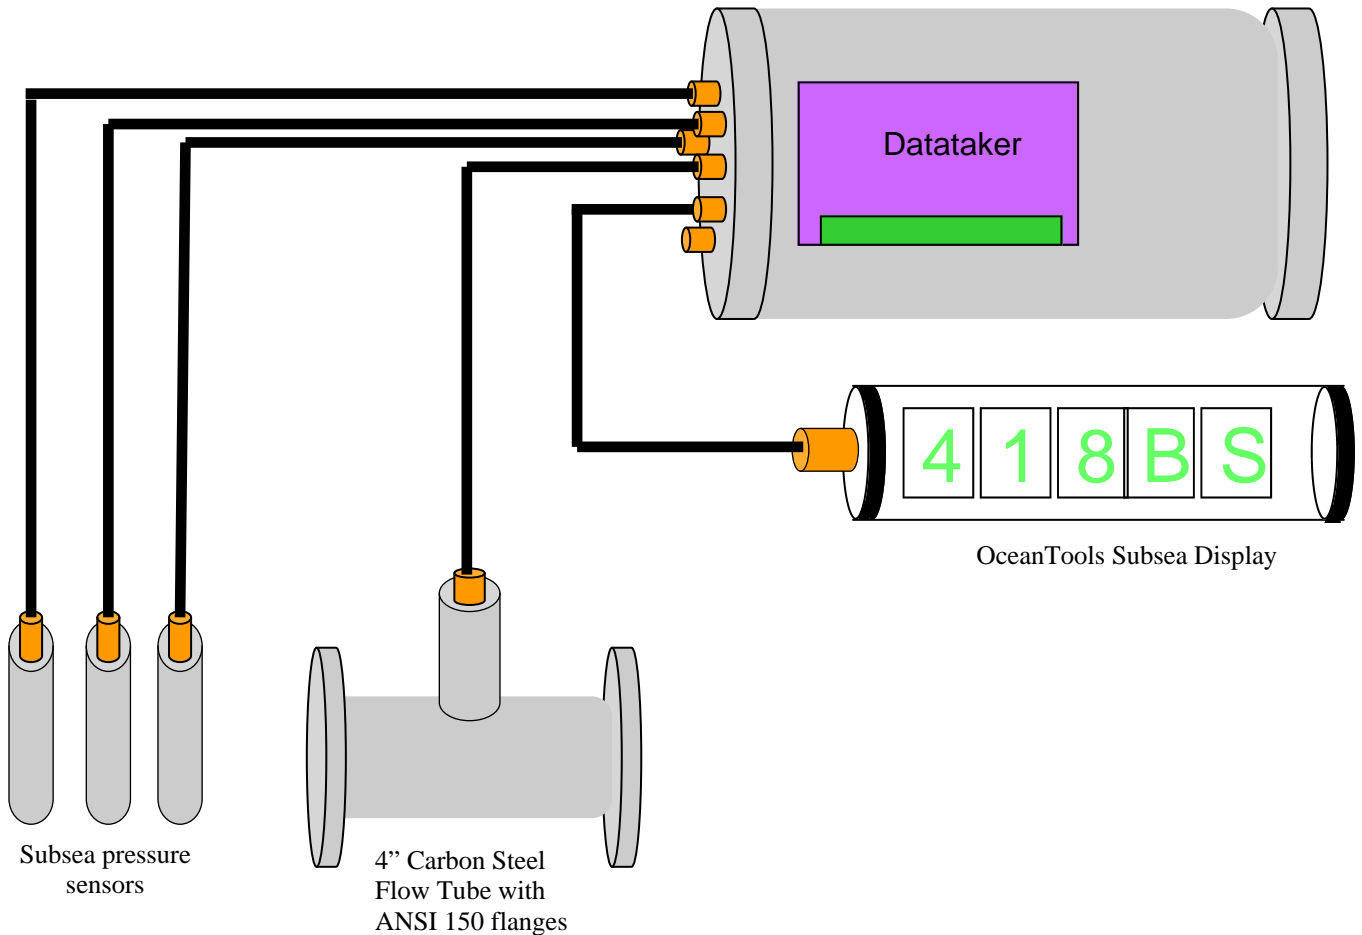 Datataker
4 1 8 B S
OceanTools Subsea Display
Subsea pressure
sensors
4” Carbon Steel
Flow Tube with
ANSI 150 flanges